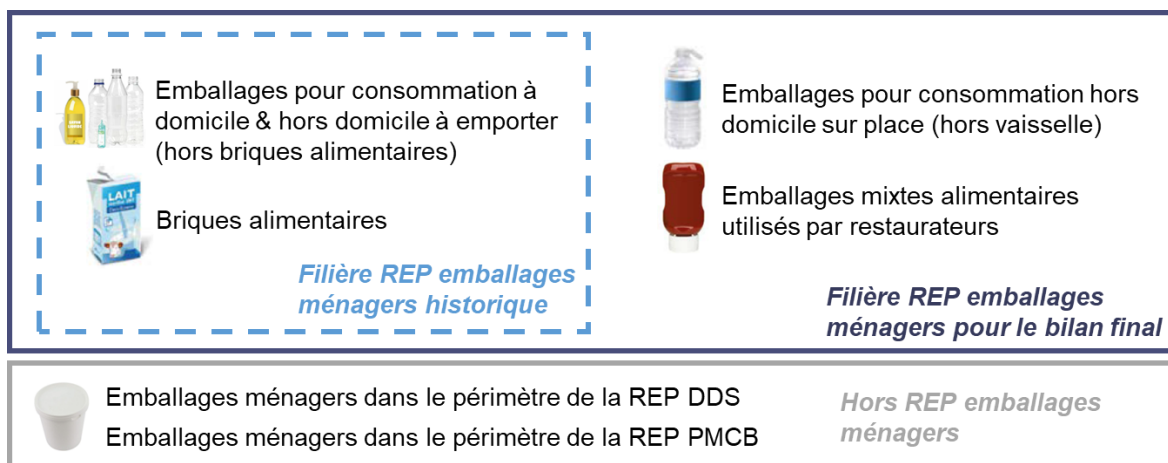 Emballages pour consommation à
domicile & hors domicile à emporter
(hors briques alimentaires)
LAIT
Briques alimentaires
Filière REP emballages
ménagers historique
Emballages pour consommation hors
domicile sur place (hors vaisselle)
Emballages mixtes alimentaires
utilisés par restaurateurs
Filière REP emballages
ménagers pour le bilan final
Emballages ménagers dans le périmètre de la REP DDS
Emballages ménagers dans le périmètre de la REP PMCB
Hors REP emballages
ménagers